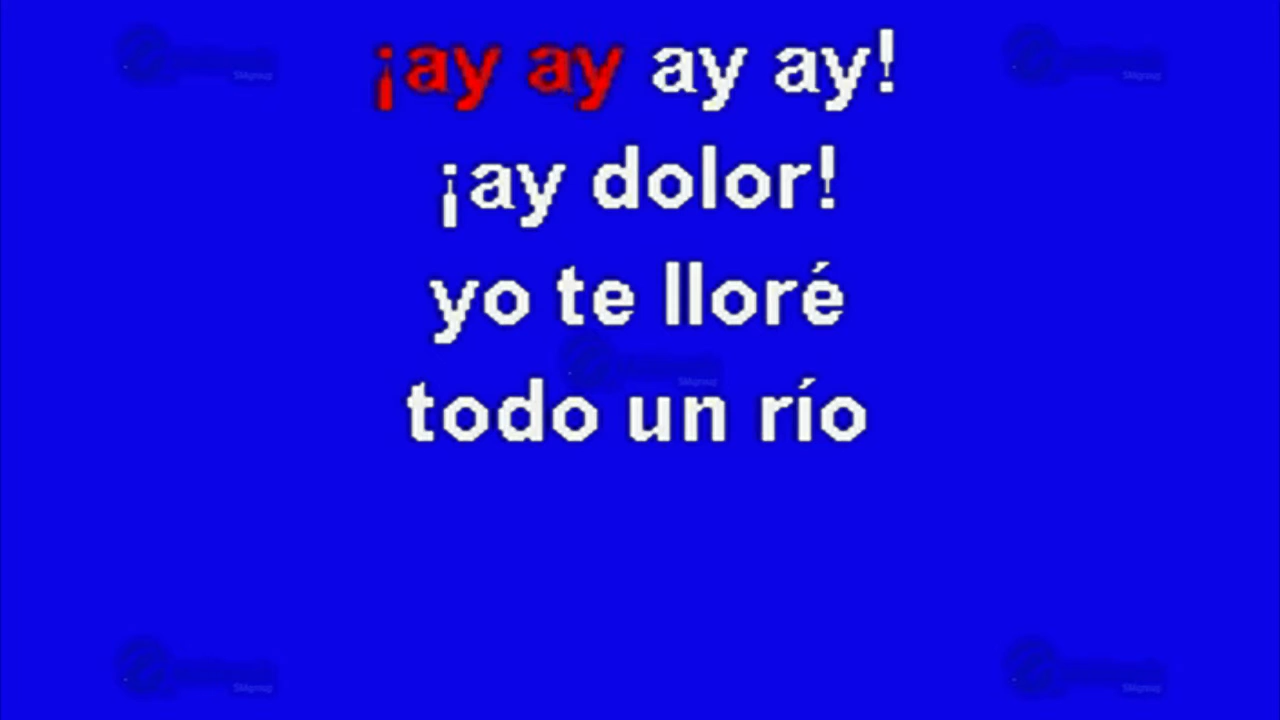 ¡ay ay ay ay!
¡ay dolor!
yo te lloré
todo un río